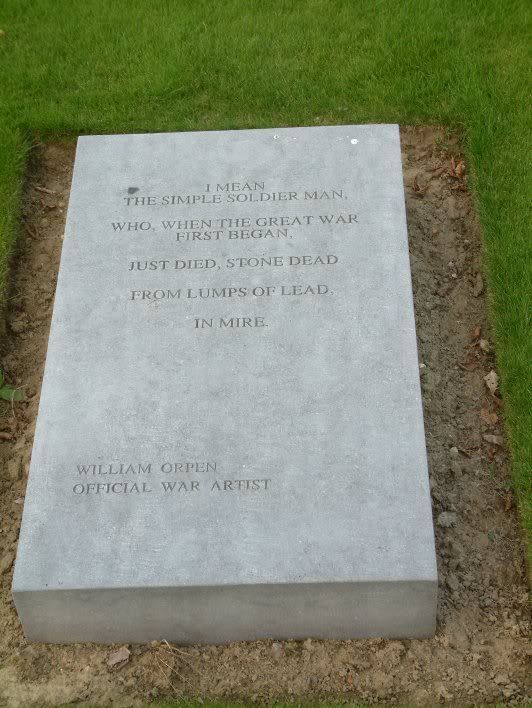 I MEAN
THE SIMPLE SOLDIER MAN,
WHO, WHEN THE GREAT WAR
FIRST BEGAN,
JUST DIED, STONE DEAD
FROM LUMPS OF LEAD,
IN MIRE.
WILLIAM ORPEN
OFFICIAL WAR ARTIST